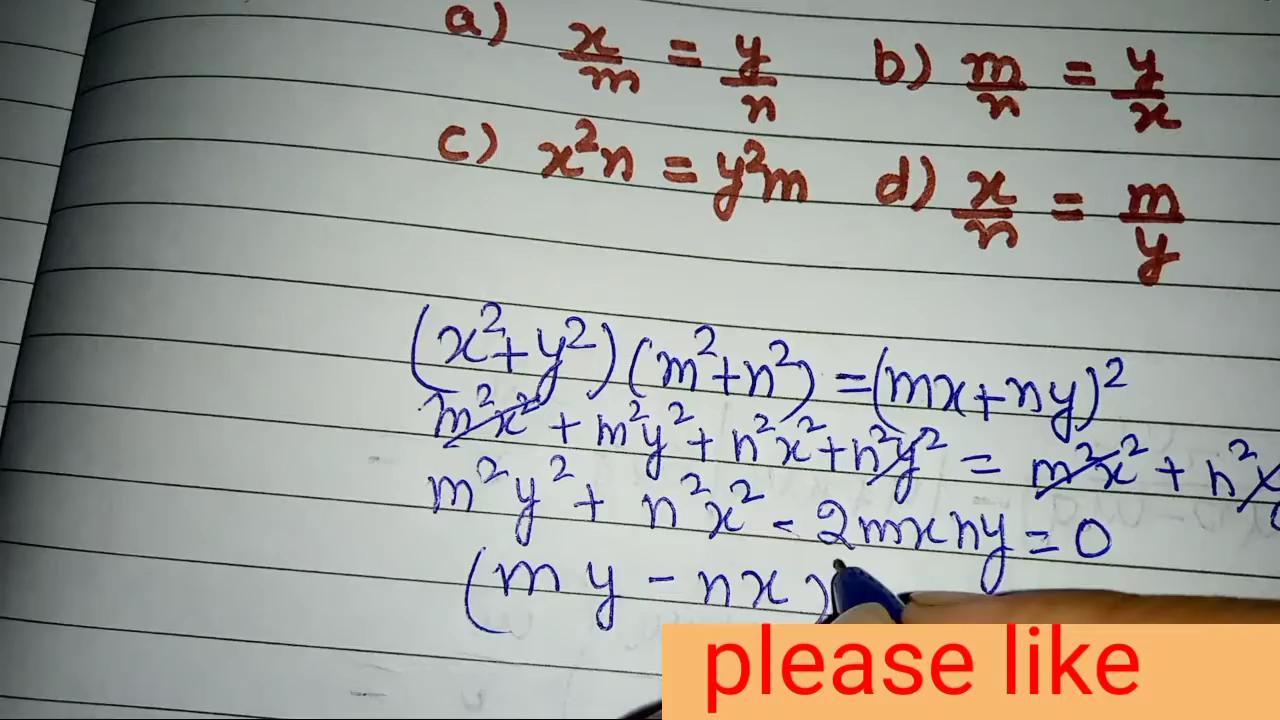 a) x/m = y/n b) m/n = y/x
c) x²n = y²m d) x/n = m/y
(x²+y²)(m²+n²) = (mx+ny)²
m²x² + m²y² + n²x² + n²y² = m²x² + n²
m²y² + n²x² - 2mxny = 0
(my - nx)
please like